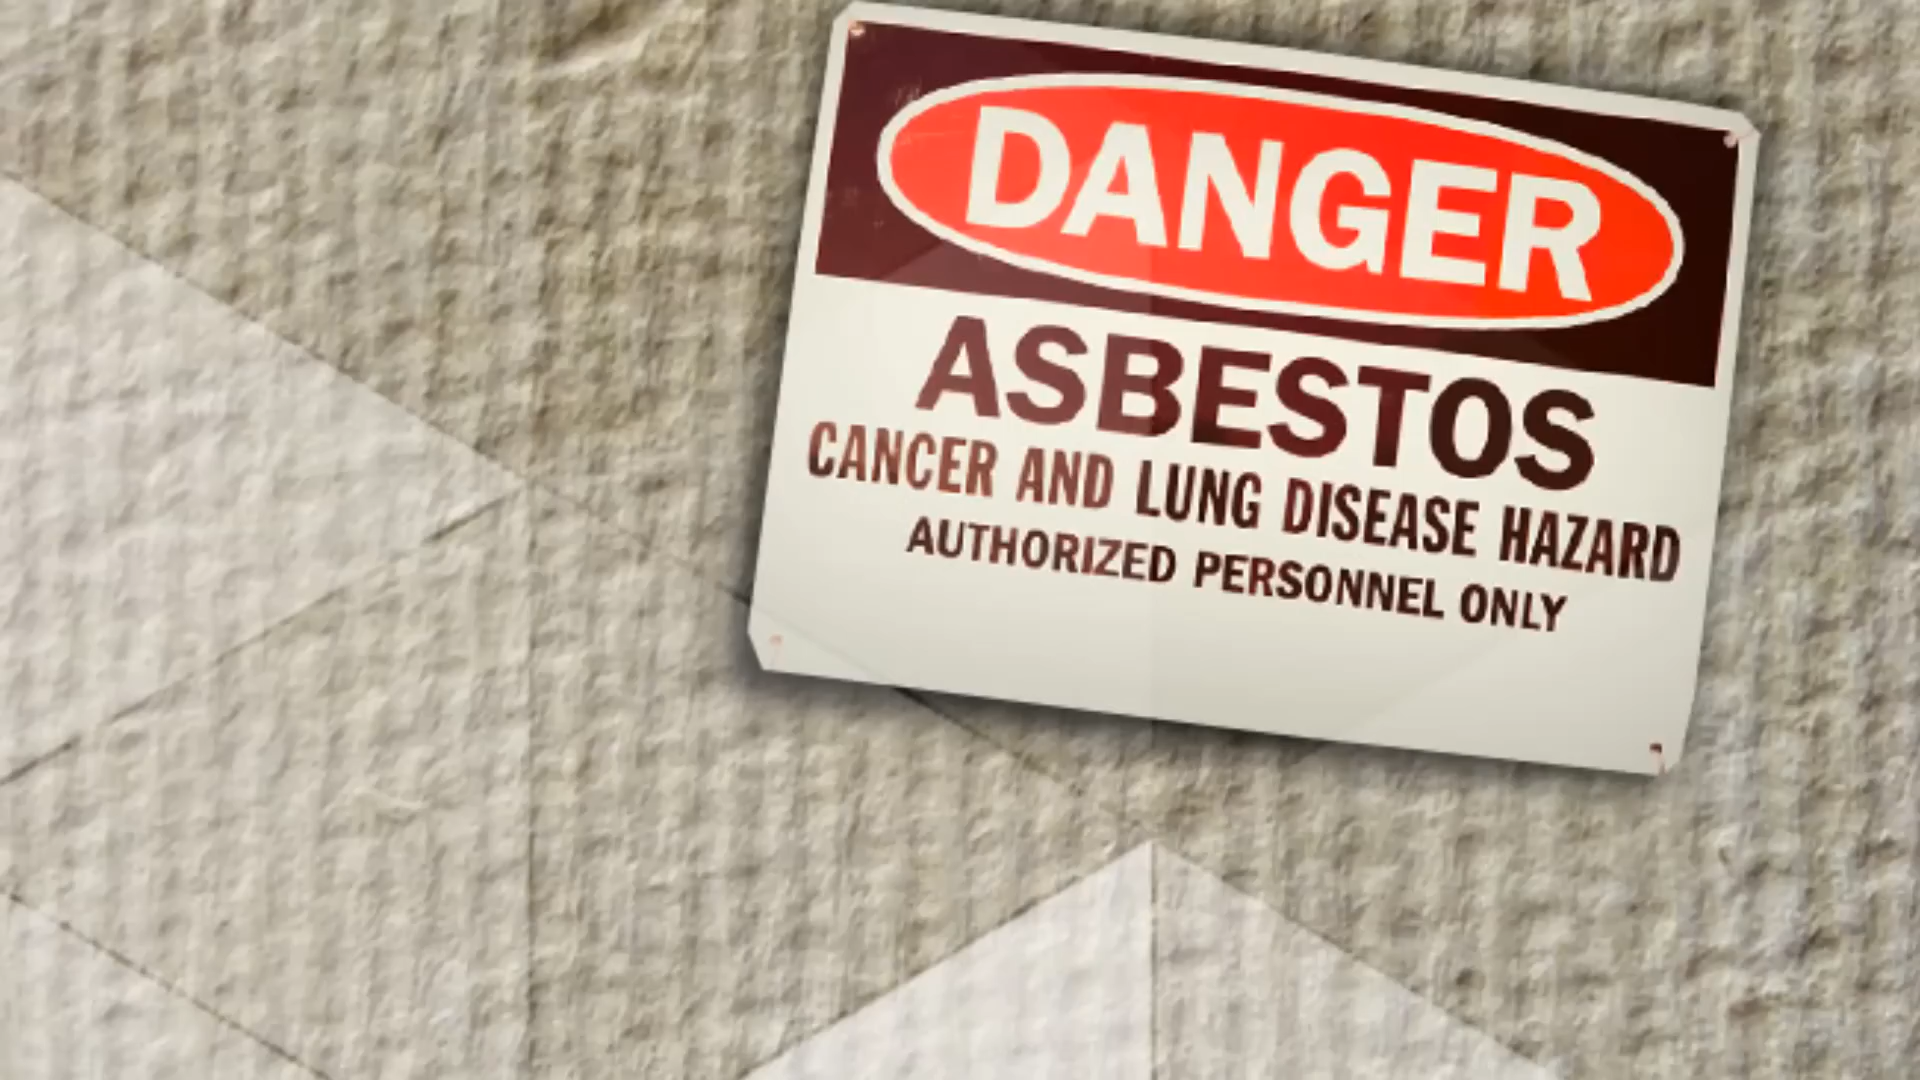 DANGER
ASBESTOS
CANCER AND LUNG DISEASE HAZARD
AUTHORIZED PERSONNEL ONLY